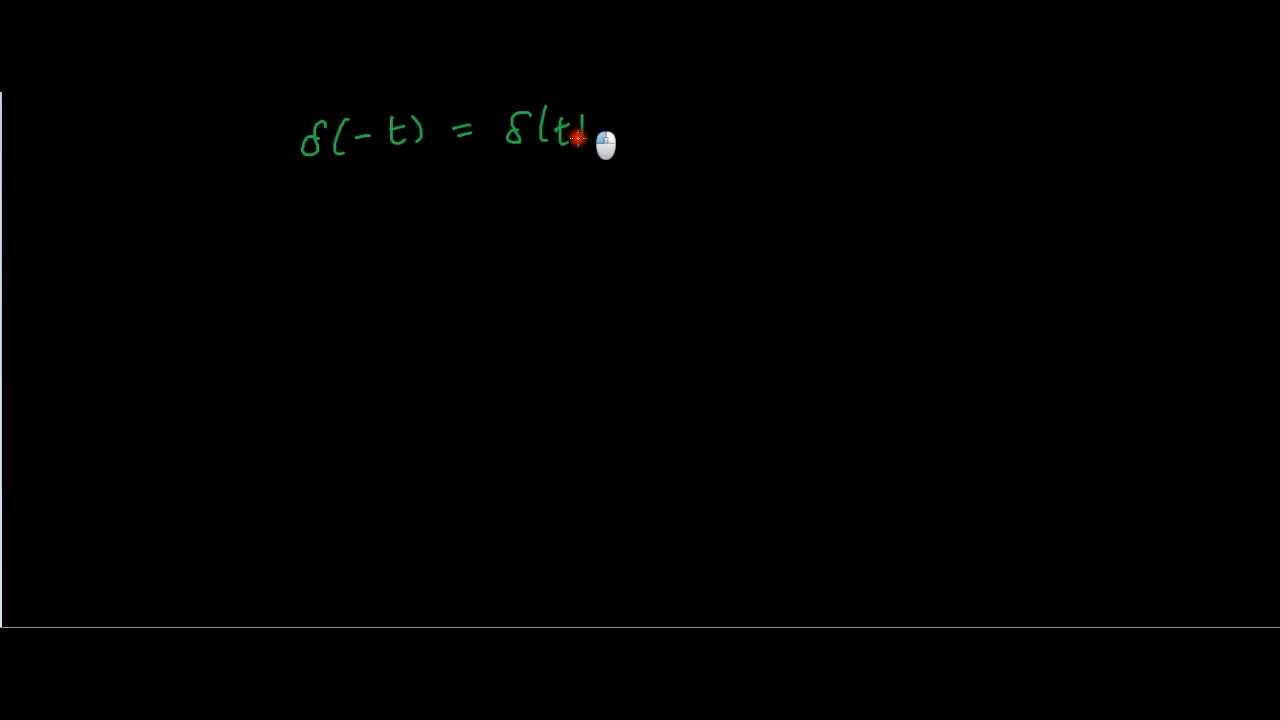 δ(- t) = δ(t)